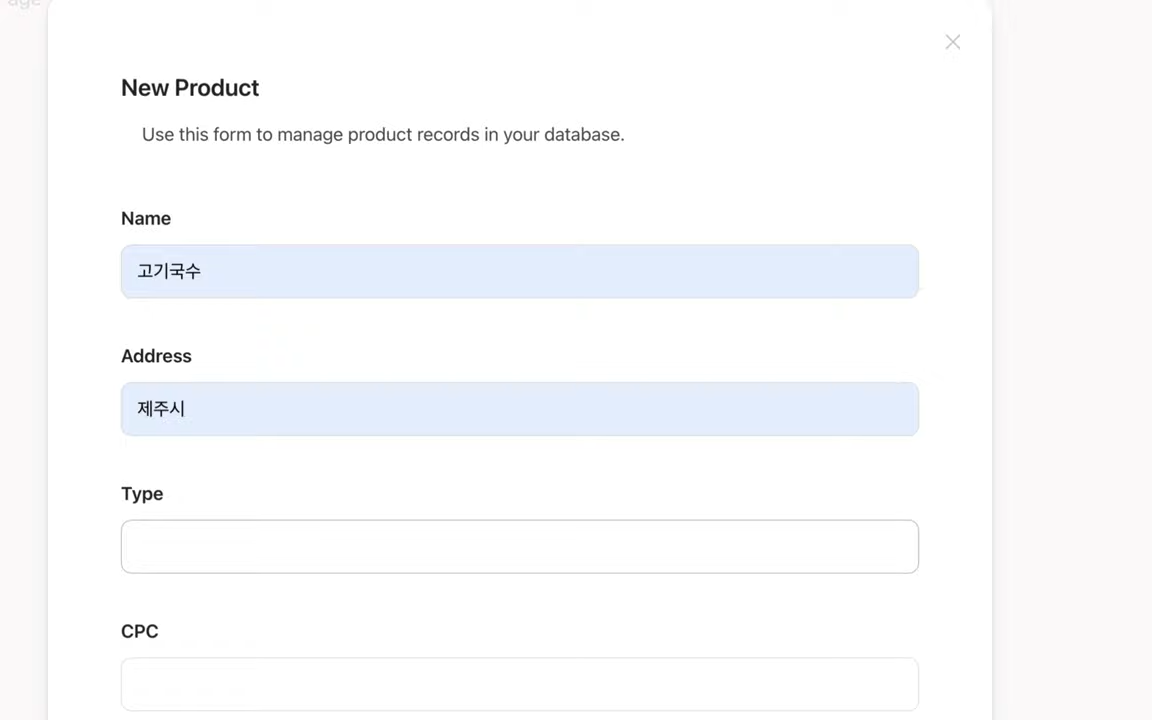 age
New Product
Use this form to manage product records in your database.
Name
고기국수
Address
제주시
Type
CPC